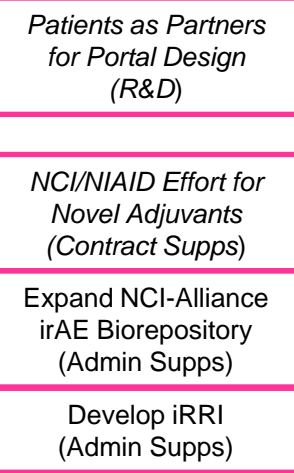 Patients as Partners
for Portal Design
(R&D)
NCI/NIAID Effort for
Novel Adjuvants
(Contract Supps)
Expand NCI-Alliance
irAE Biorepository
(Admin Supps)
Develop iRRI
(Admin Supps)